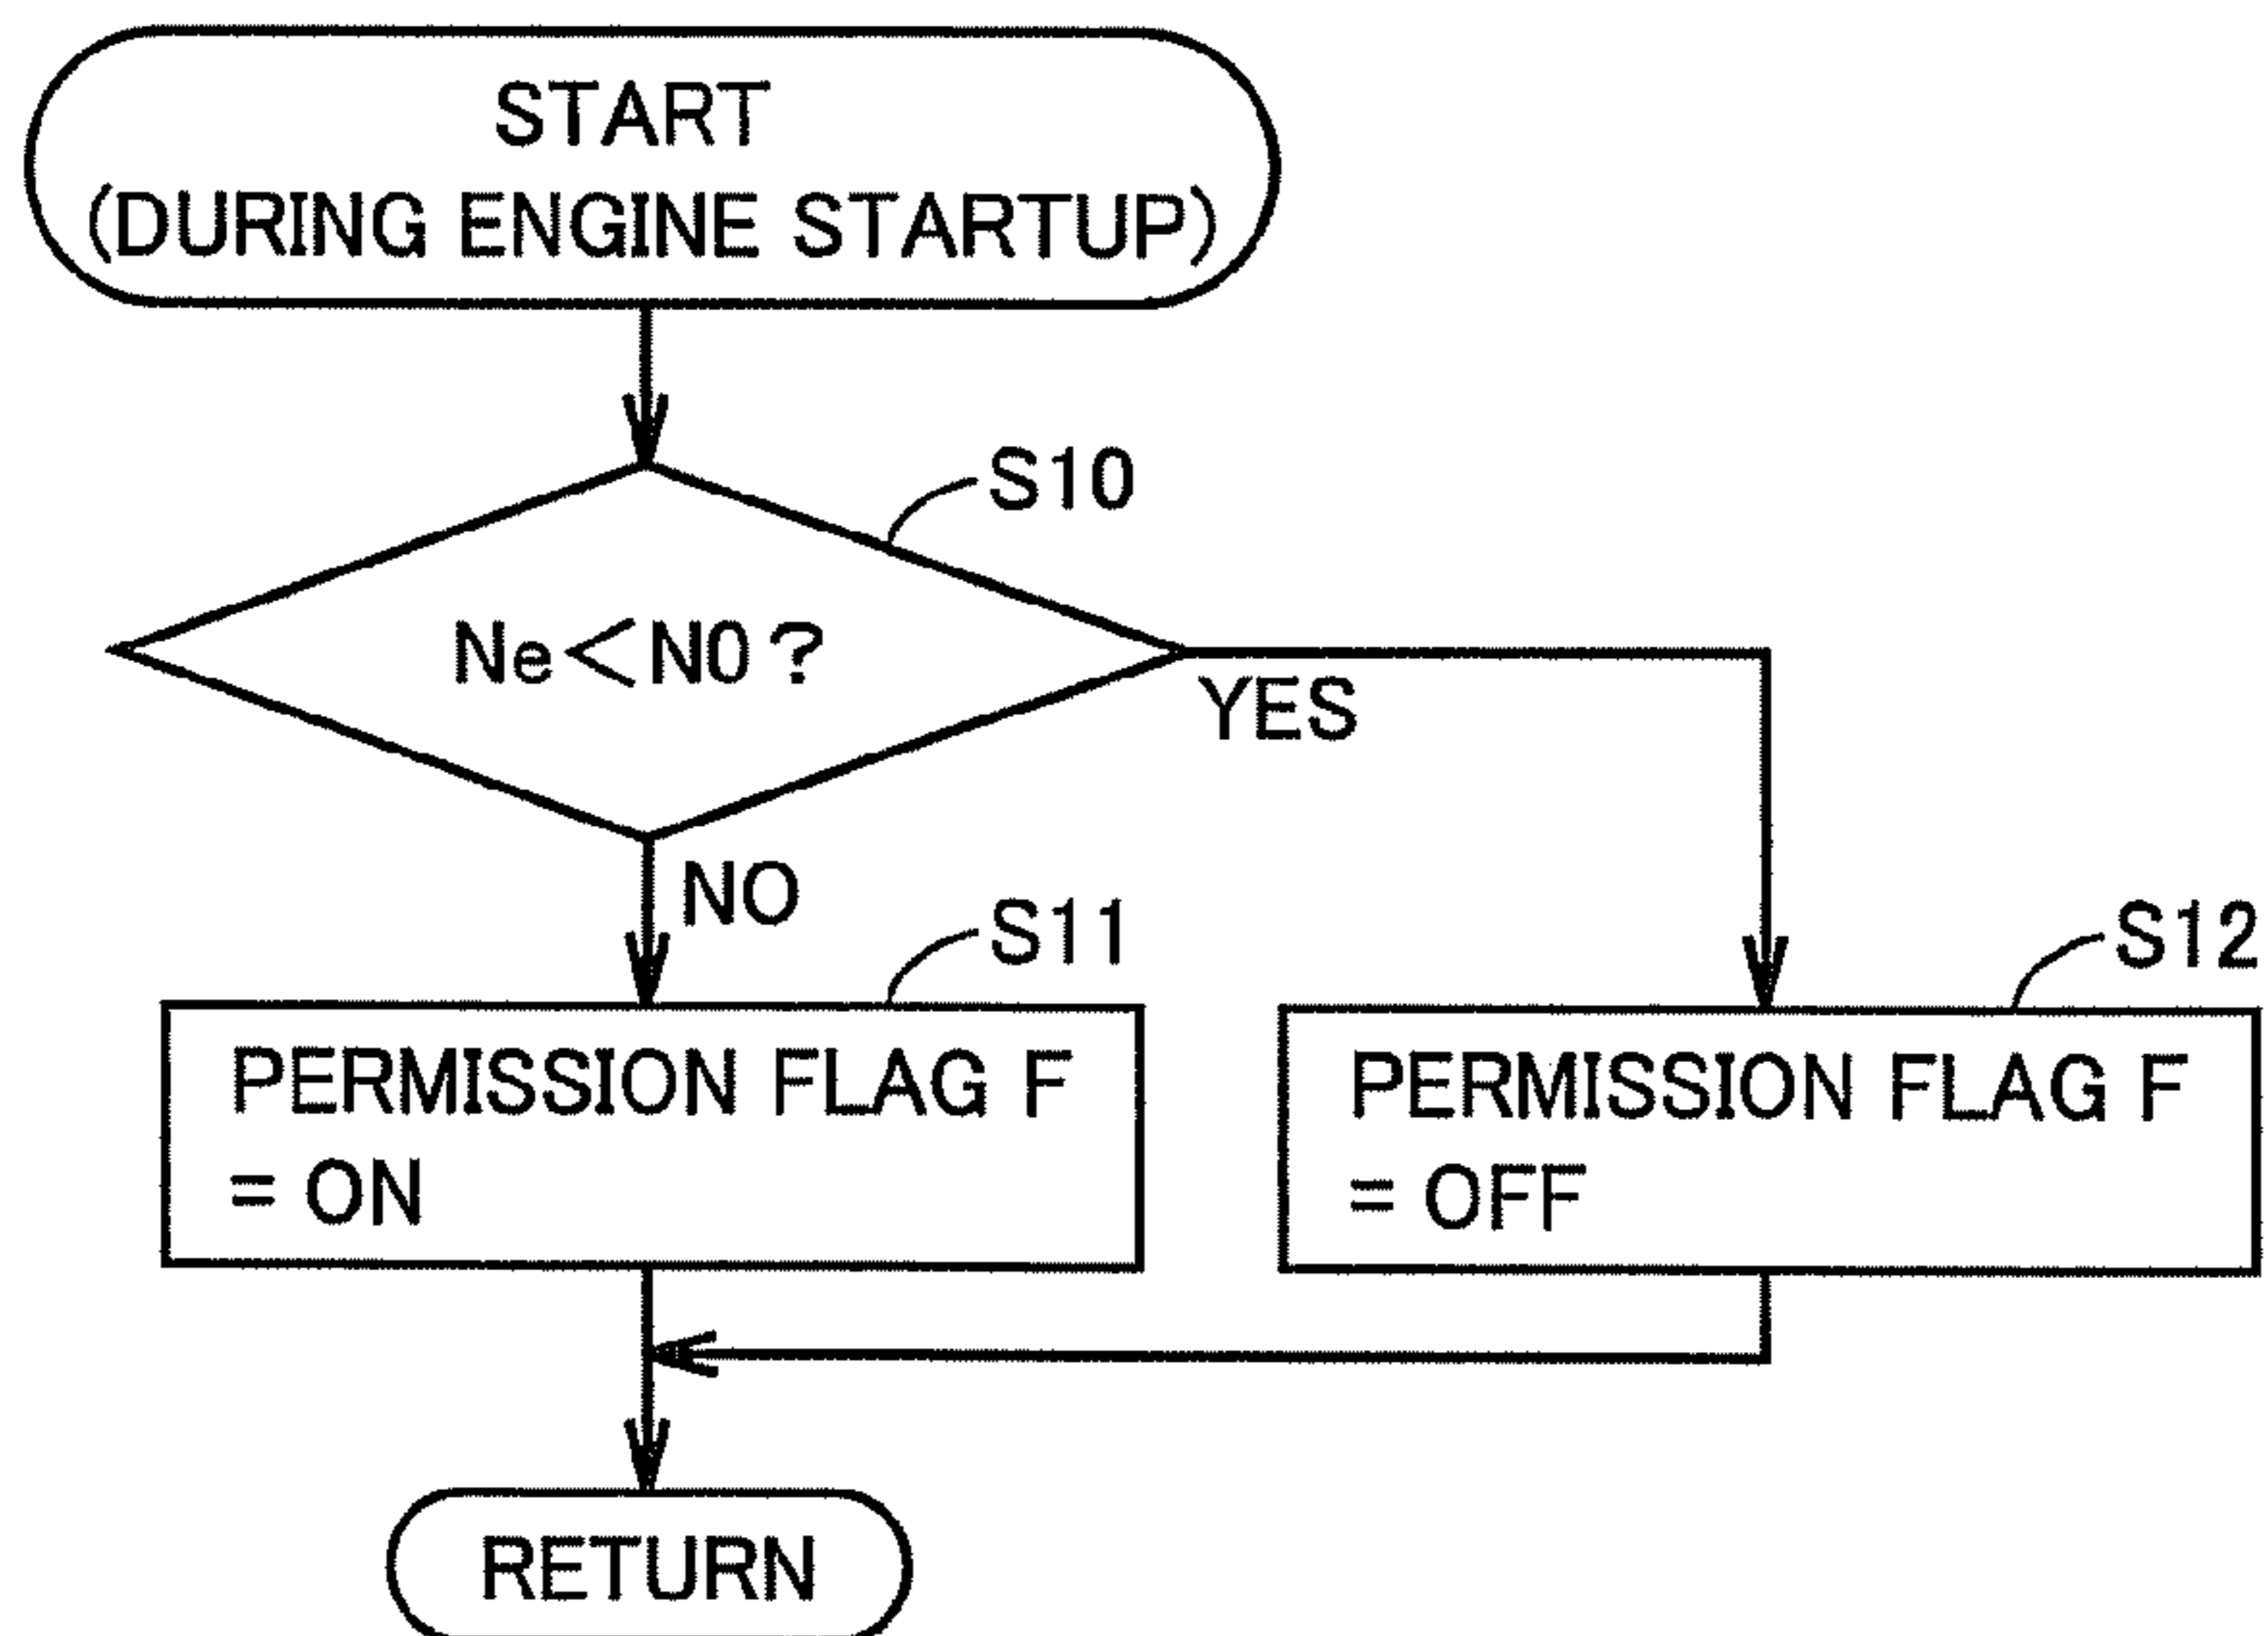 START
(DURING ENGINE STARTUP)
S10
Ne<N0?
YES
NO
S11
S12
PERMISSION FLAG F
= ON
PERMISSION FLAG F
= OFF
RETURN